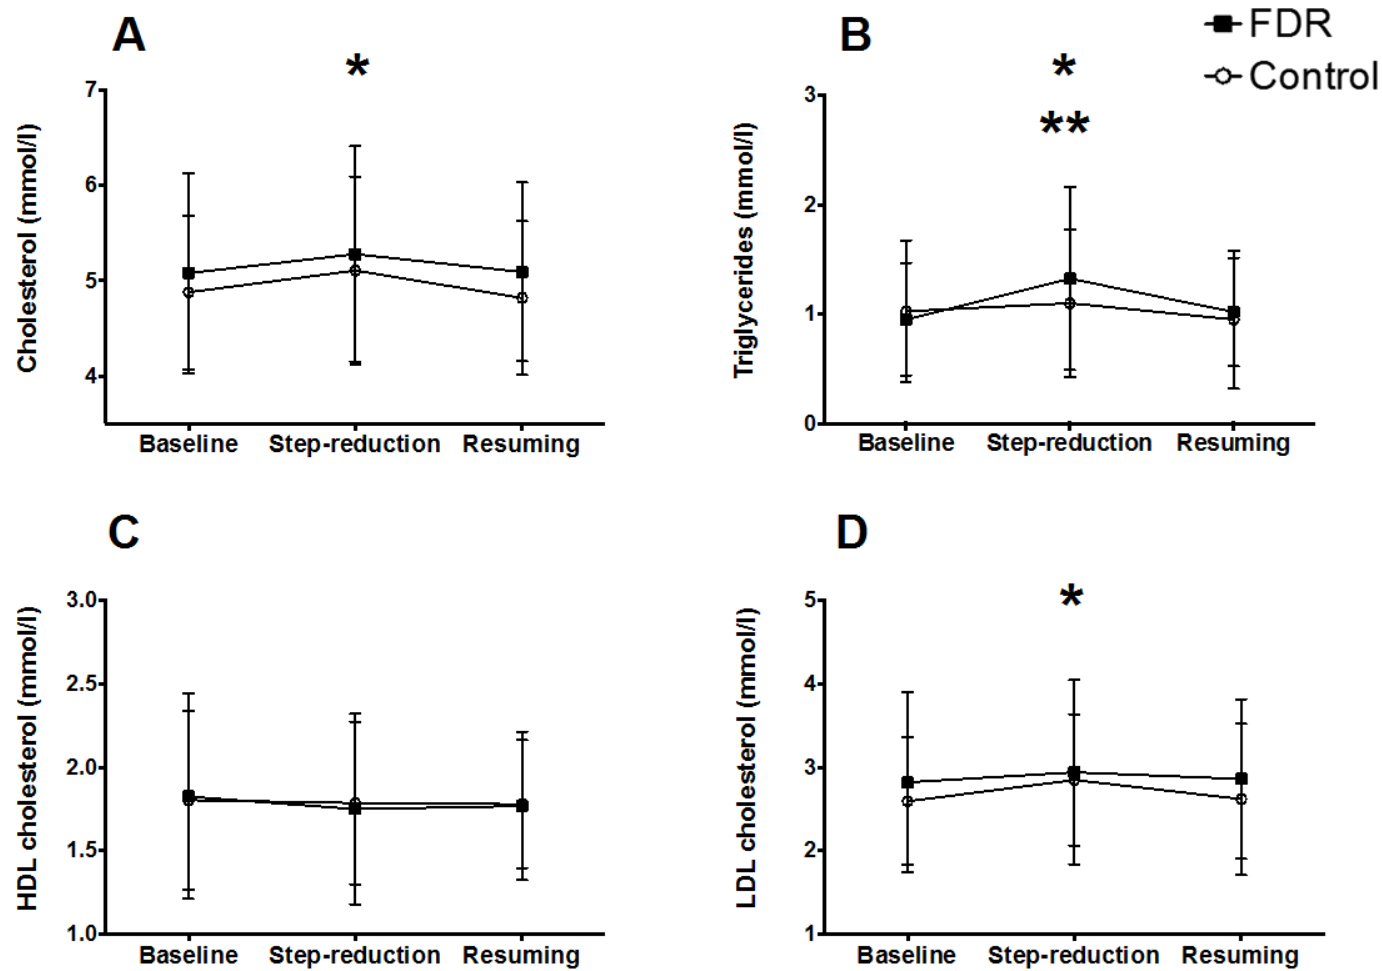 A
*
Cholesterol (mmol/l)
7
6
5
4
Baseline Step-reduction Resuming
B
*
**
FDR
Control
Triglycerides (mmol/l)
3
2
1
0
Baseline Step-reduction Resuming
C
HDL cholesterol (mmol/l)
3.0
2.5
2.0
1.5
1.0
Baseline Step-reduction Resuming
D
*
LDL cholesterol (mmol/l)
5
4
3
2
1
Baseline Step-reduction Resuming